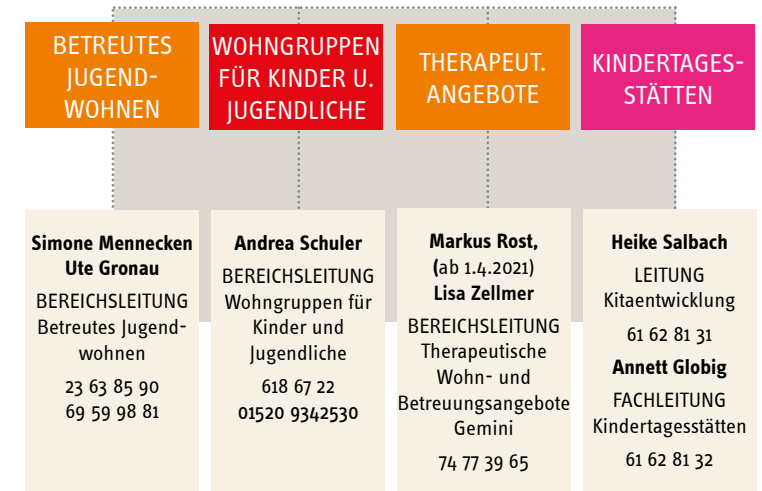 BETREUTES
JUGEND-
WOHNEN
WOHNGRUPPEN
FÜR KINDER U.
JUGENDLICHE
THERAPEUT.
ANGEBOTE
KINDERTAGES-
STÄTTEN
Simone Mennecken
Ute Gronau
BEREICHSLEITUNG
Betreutes Jugend-
wohnen
23 63 85 90
69 59 98 81
Andrea Schuler
BEREICHSLEITUNG
Wohngruppen für
Kinder und
Jugendliche
618 67 22
01520 9342530
Markus Rost,
(ab 1.4.2021)
Lisa Zellmer
BEREICHSLEITUNG
Therapeutische
Wohn- und
Betreuungsangebote
Gemini
74 77 39 65
Heike Salbach
LEITUNG
Kitaentwicklung
61 62 81 31
Annett Globig
FACHLEITUNG
Kindertagesstätten
61 62 81 32